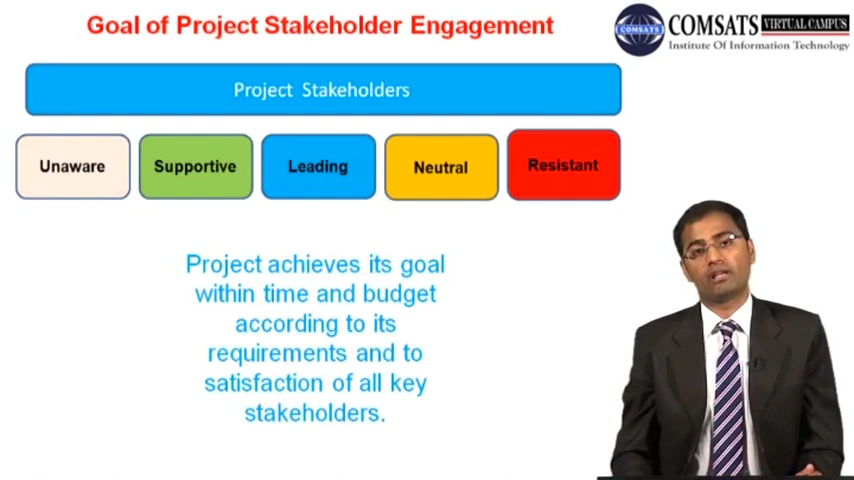 Goal of Project Stakeholder Engagement
COMSATS
COMSATS VIRTUAL CAMPUS
Institute Of Information Technology
Project Stakeholders
Unaware
Supportive
Leading
Neutral
Resistant
Project achieves its goal
within time and budget
according to its
requirements and to
satisfaction of all key
stakeholders.